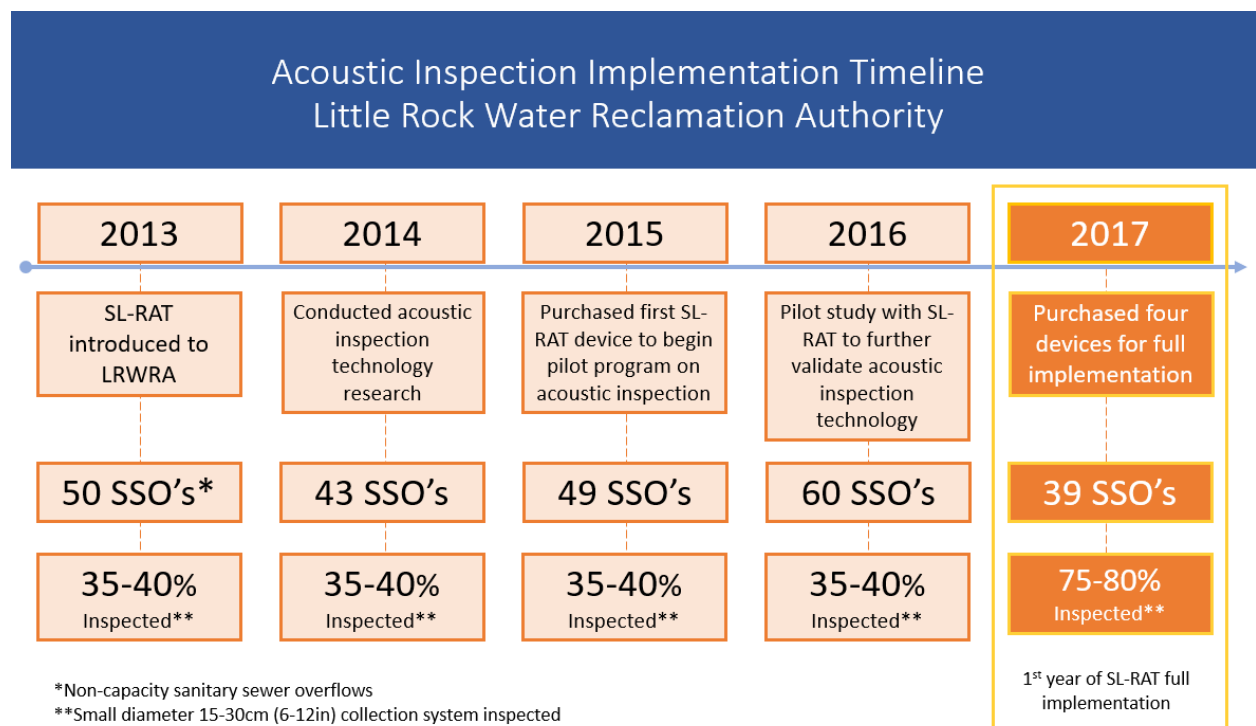 Acoustic Inspection Implementation Timeline
Little Rock Water Reclamation Authority
2013
2014
2015
2016
2017
SL-RAT
introduced to
LRWRA
Conducted acoustic
inspection
technology
research
Purchased first SL-
RAT device to begin
pilot program on
acoustic inspection
Pilot study with SL-
RAT to further
validate acoustic
inspection
technology
Purchased four
devices for full
implementation
50 SSO’s*
43 SSO’s
49 SSO’s
60 SSO’s
39 SSO’s
35-40%
Inspected**
35-40%
Inspected**
35-40%
Inspected**
35-40%
Inspected**
75-80%
Inspected**
*Non-capacity sanitary sewer overflows
**Small diameter 15-30cm (6-12in) collection system inspected
1st year of SL-RAT full
implementation